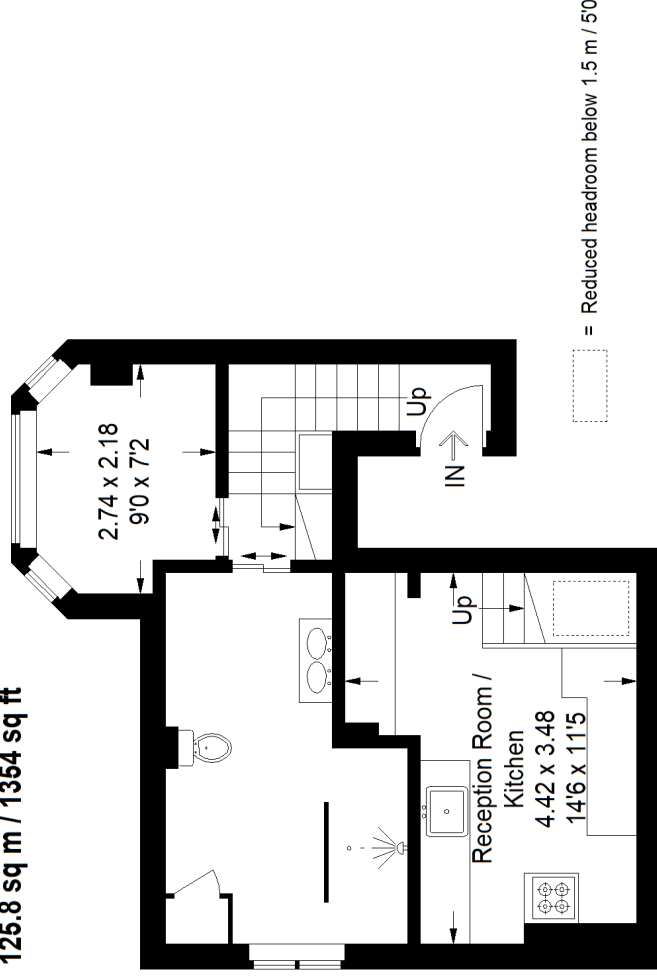 125.8 sq m / 1354 sq ft
2.74 x 2.18
9'0 x 7'2
Up
IN
Up
Reception Room /
Kitchen
4.42 x 3.48
14'6 x 11'5
= Reduced headroom below 1.5 m / 5'0